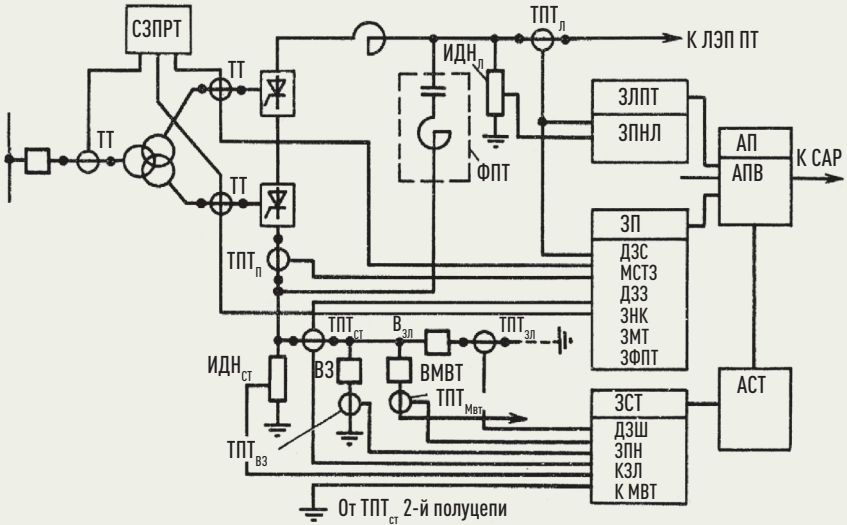 СЗПРТ
ТПТл
К ЛЭП ПТ
ТТ
ИДНл
ЗЛПТ
ЗПНЛ
АП
АПВ
К САР
ТТ
ФПТ
ТТ
ЗП
ДЗС
МСТЗ
ДЗЗ
ЗНК
ЗМТ
ЗФПТ
ТПТп
ТПТст
Взл
ТПТзл
ИДНст
ВЗ
ВМВТ
ТПТМвт
АСТ
ЗСТ
ДЗШ
ЗПН
КЗЛ
К МВТ
ТПТвз
От ТПТст 2-й полуцепи